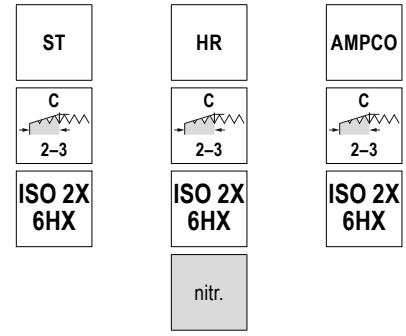 ST
HR
AMPCO
C
2–3
C
2–3
C
2–3
ISO 2X
6HX
ISO 2X
6HX
ISO 2X
6HX
nitr.